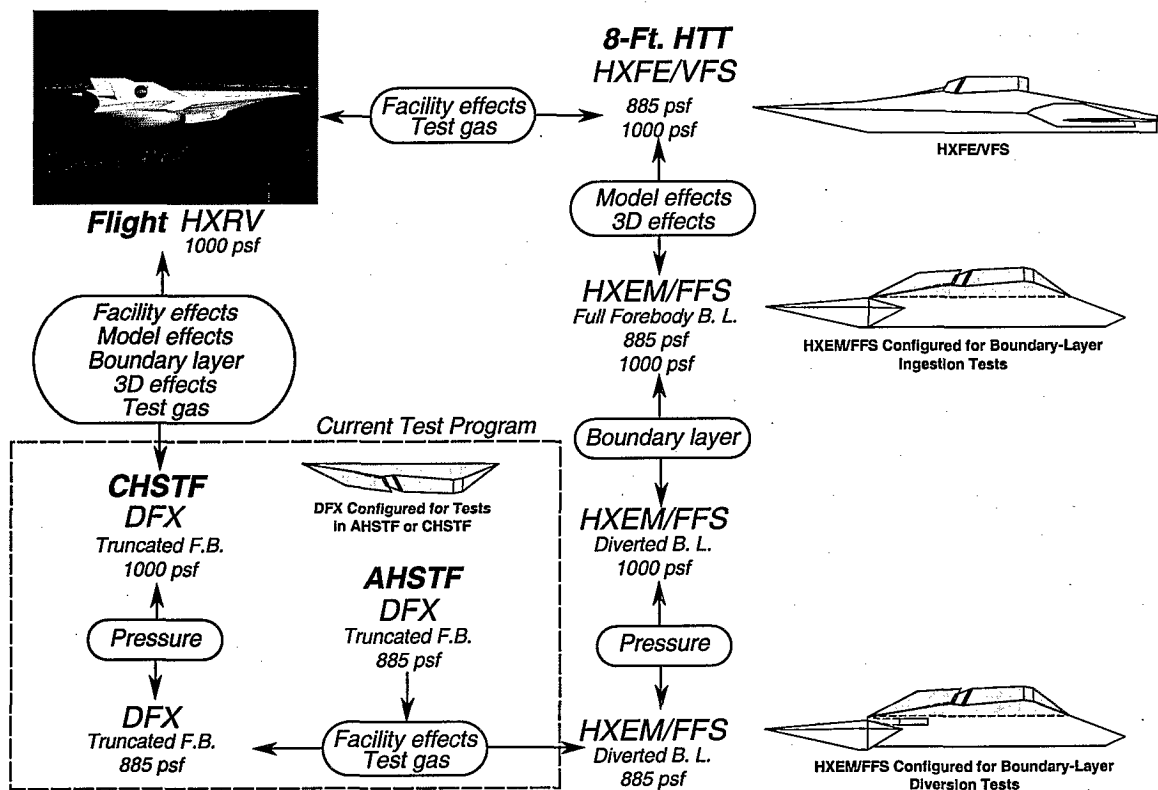 8-Ft. HTT
HXFE/VFS
885 psf
1000 psf
Facility effects
Test gas
HXFE/VFS
Flight HXRV
1000 psf
Model effects
3D effects
HXEM/FFS
Full Forebody B. L.
885 psf
1000 psf
HXEM/FFS Configured for Boundary-Layer
Ingestion Tests
Facility effects
Model effects
Boundary layer
3D effects
Test gas
Boundary layer
Current Test Program
CHSTF
DFX
Truncated F.B.
1000 psf
DFX Configured for Tests
in AHSTF or CHSTF
HXEM/FFS
Diverted B. L.
1000 psf
AHSTF
DFX
Truncated F.B.
885 psf
Pressure
Pressure
DFX
Truncated F.B.
885 psf
Facility effects
Test gas
HXEM/FFS
Diverted B. L.
885 psf
HXEM/FFS Configured for Boundary-Layer
Diversion Tests